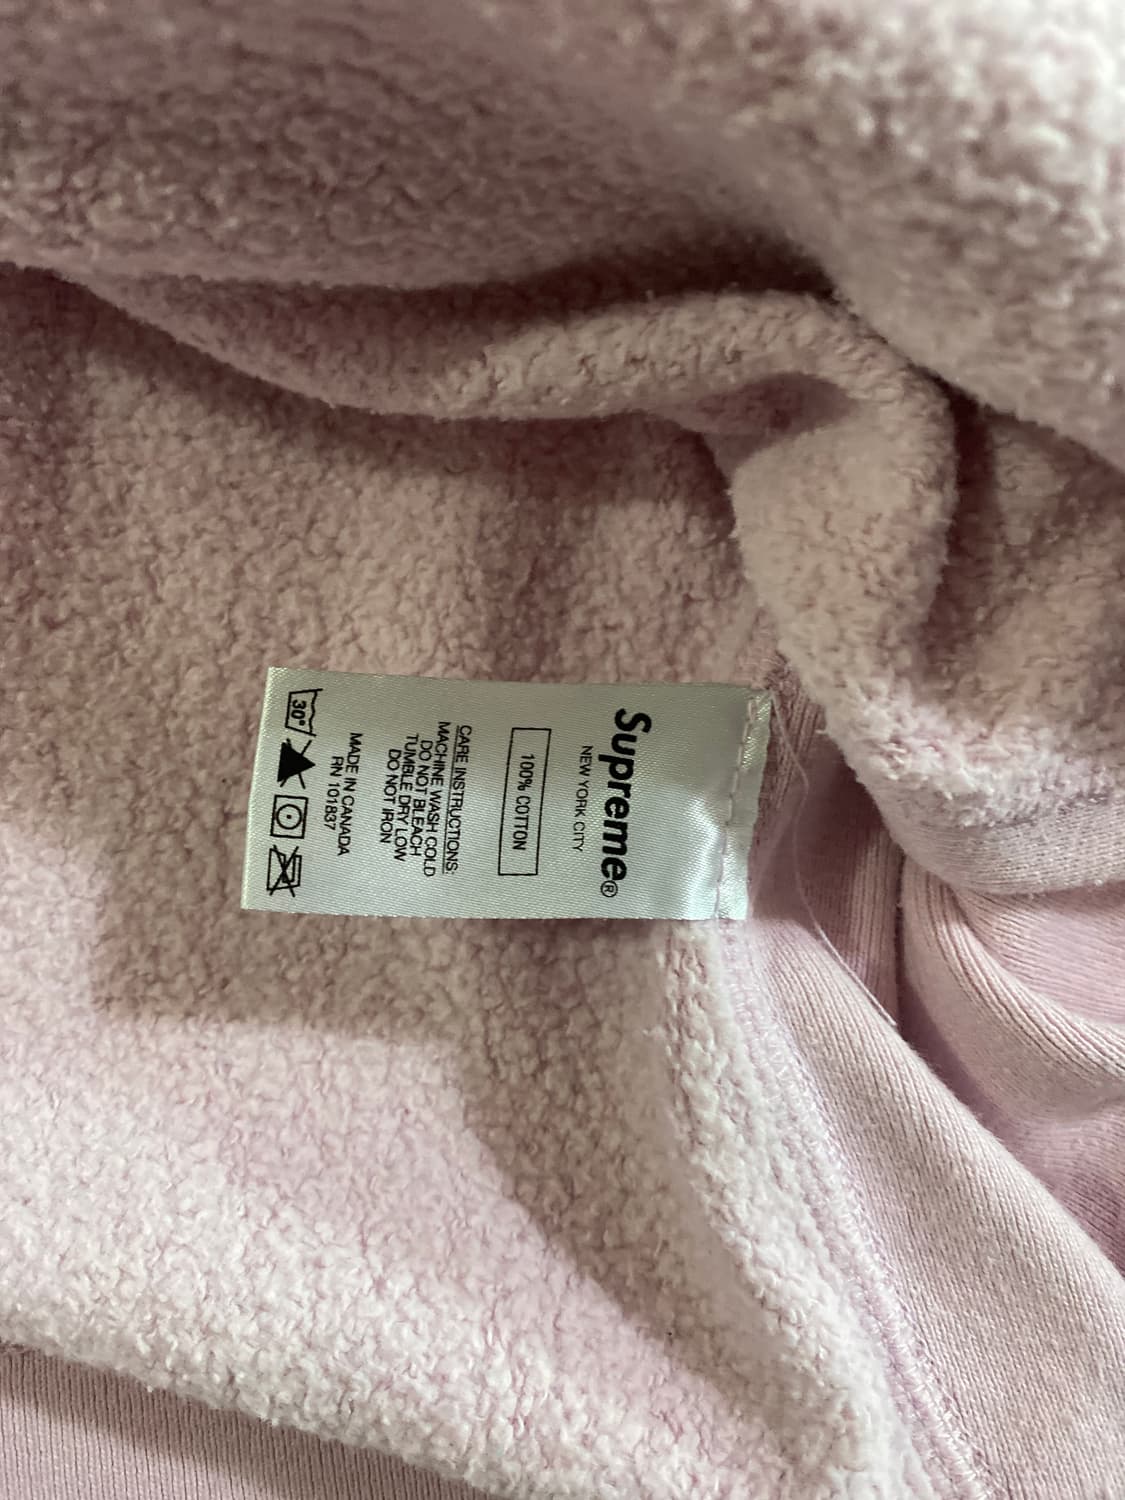 Supreme®
NEW YORK CITY
100% COTTON
CARE INSTRUCTIONS:
MACHINE WASH COLD
DO NOT BLEACH
TUMBLE DRY LOW
DO NOT IRON
MADE IN CANADA
RN 101837
30°